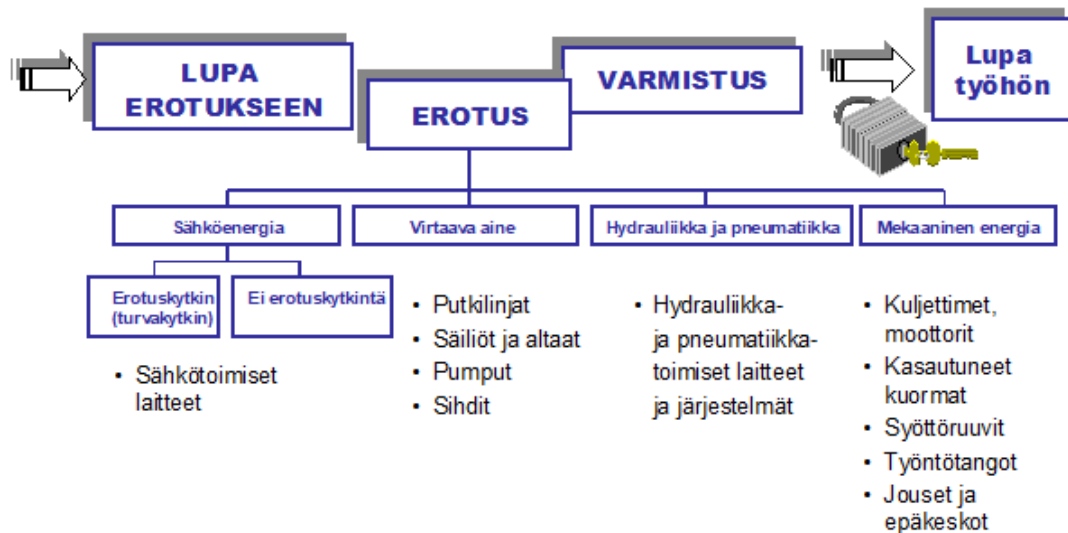 LUPA
EROTUKSEEN
EROTUS
VARMISTUS
Lupa
työhön
Sähköenergia
Virtaava aine
Hydrauliikka ja pneumatiikka
Mekaaninen energia
Erotuskytkin
(turvakytkin)
Ei erotuskytkintä
• Sähkötoimiset
laitteet
• Putkilinjat
• Säiliöt ja altaat
• Pumput
• Sihdit
• Hydrauliikka-
ja pneumatiikka-
toimiset laitteet
ja järjestelmät
• Kuljettimet,
moottorit
• Kasautuneet
kuormat
• Syöttöruuvit
• Työntötangot
• Jouset ja
epäkeskot